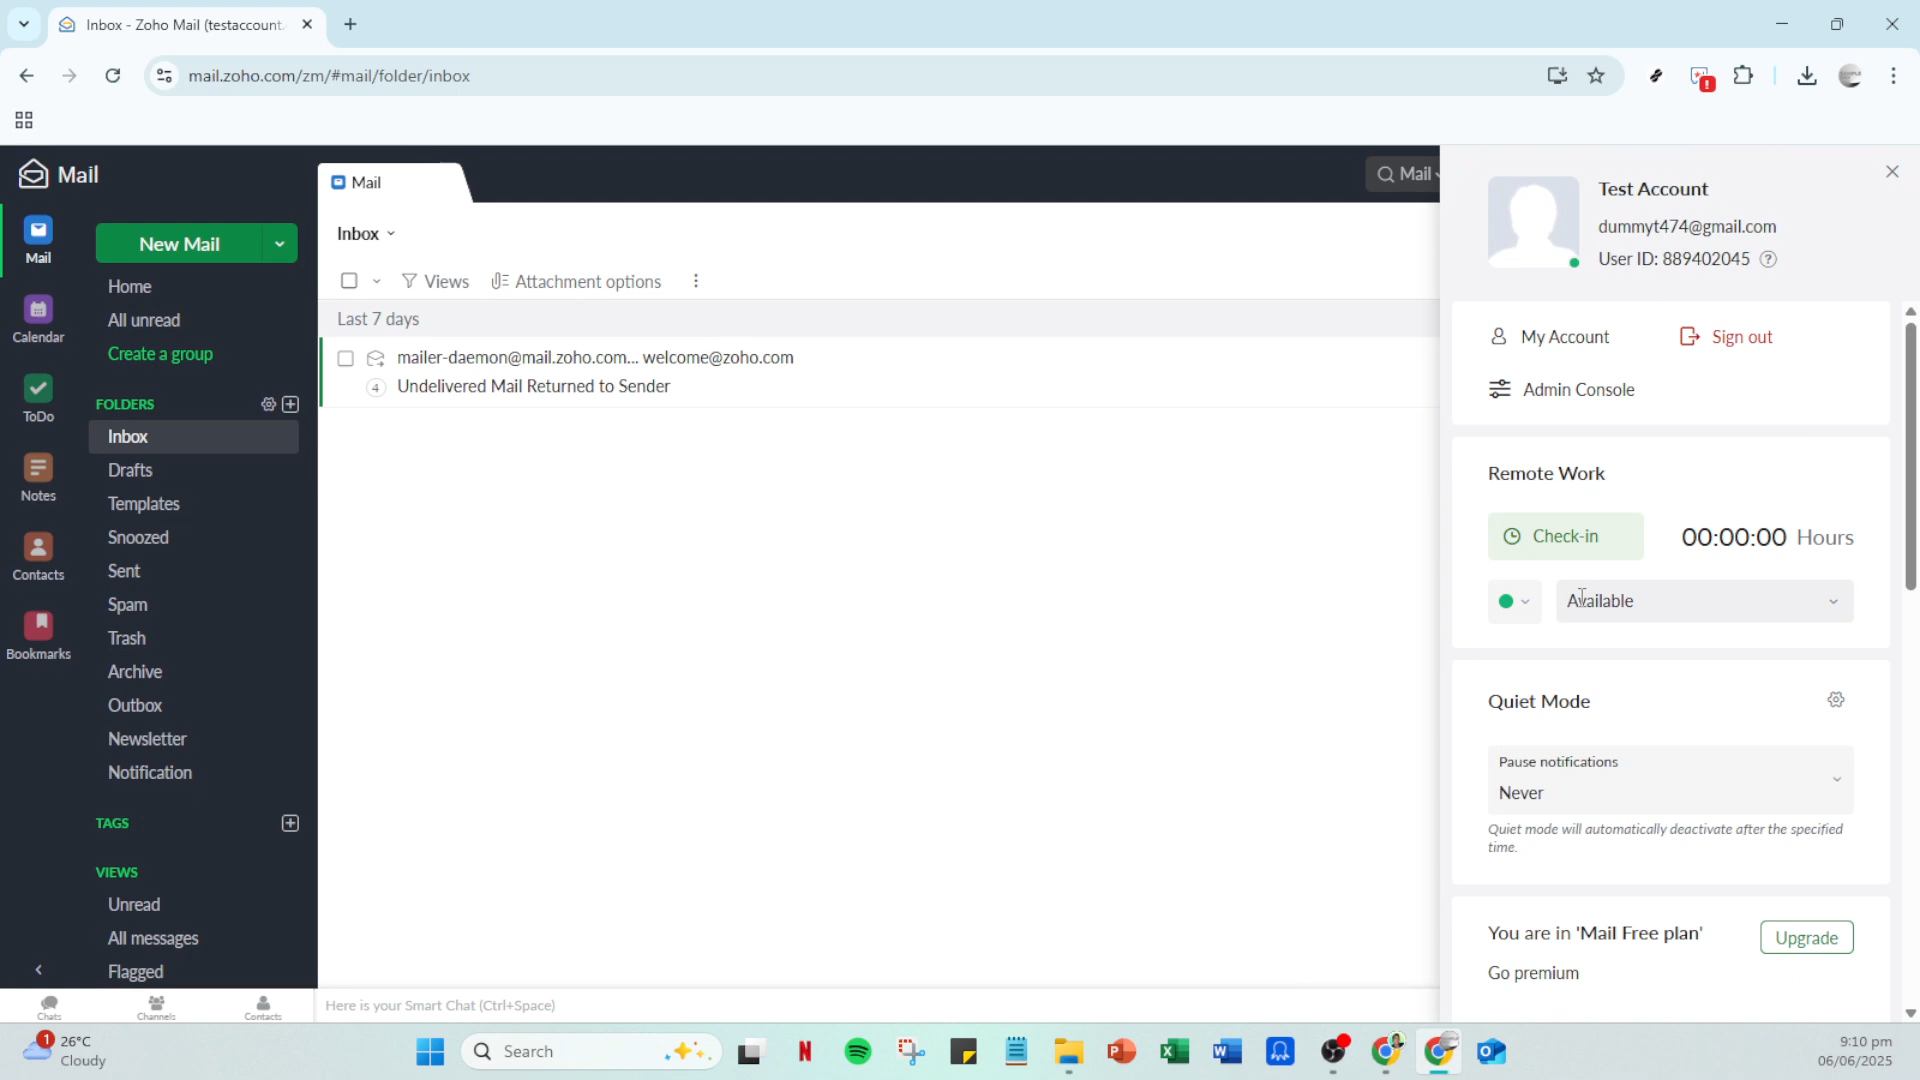 Inbox - Zoho Mail (testaccount.
mail.zoho.com/zm/#mail/folder/inbox
Mail
Mail
Mail
Test Account
dummyt474@gmail.com
User ID: 889402045 ?
Mail
Calendar
ToDo
Notes
Contacts
Bookmarks
New Mail
Home
All unread
Create a group
FOLDERS
Inbox
Drafts
Templates
Snoozed
Sent
Spam
Trash
Archive
Outbox
Newsletter
Notification
TAGS
VIEWS
Unread
All messages
Flagged
Inbox
Views
Attachment options
Last 7 days
mailer-daemon@mail.zoho.com... welcome@zoho.com
4 Undelivered Mail Returned to Sender
My Account
Sign out
Admin Console
Remote Work
Check-in
00:00:00 Hours
Available
Quiet Mode
Pause notifications
Never
Quiet mode will automatically deactivate after the specified
time.
You are in 'Mail Free plan'
Upgrade
Go premium
Chats
Channels
Contacts
Here is your Smart Chat (Ctrl+Space)
1
26°C
Cloudy
Search
9:10 pm
06/06/2025